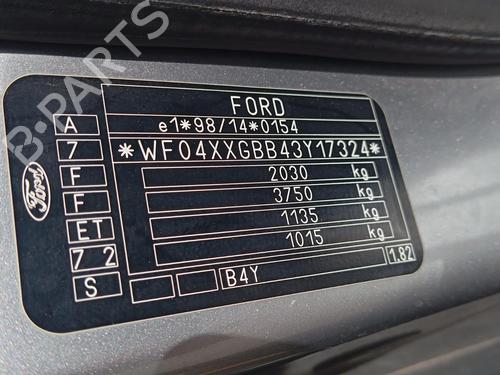 B-PARTS
FORD
A e1*98/14*0154
7 *WF04XXGBB43Y17324*
F 2030 kg
F 3750 kg
ET 1135 kg
7 2 1015 kg
S B4Y 1.82
Ford